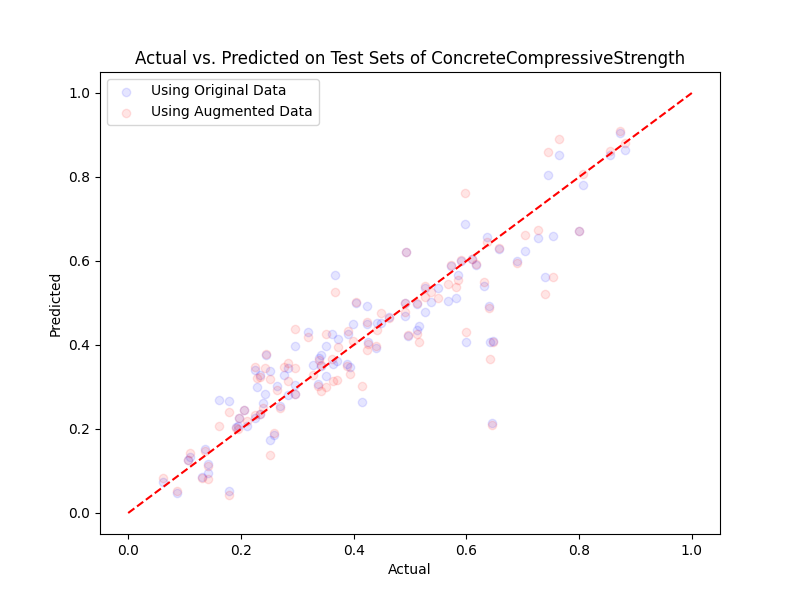 Actual vs. Predicted on Test Sets of ConcreteCompressiveStrength
Using Original Data
Using Augmented Data
1.0
0.8
0.6
0.4
0.2
0.0
Predicted
0.0 0.2 0.4 0.6 0.8 1.0
Actual